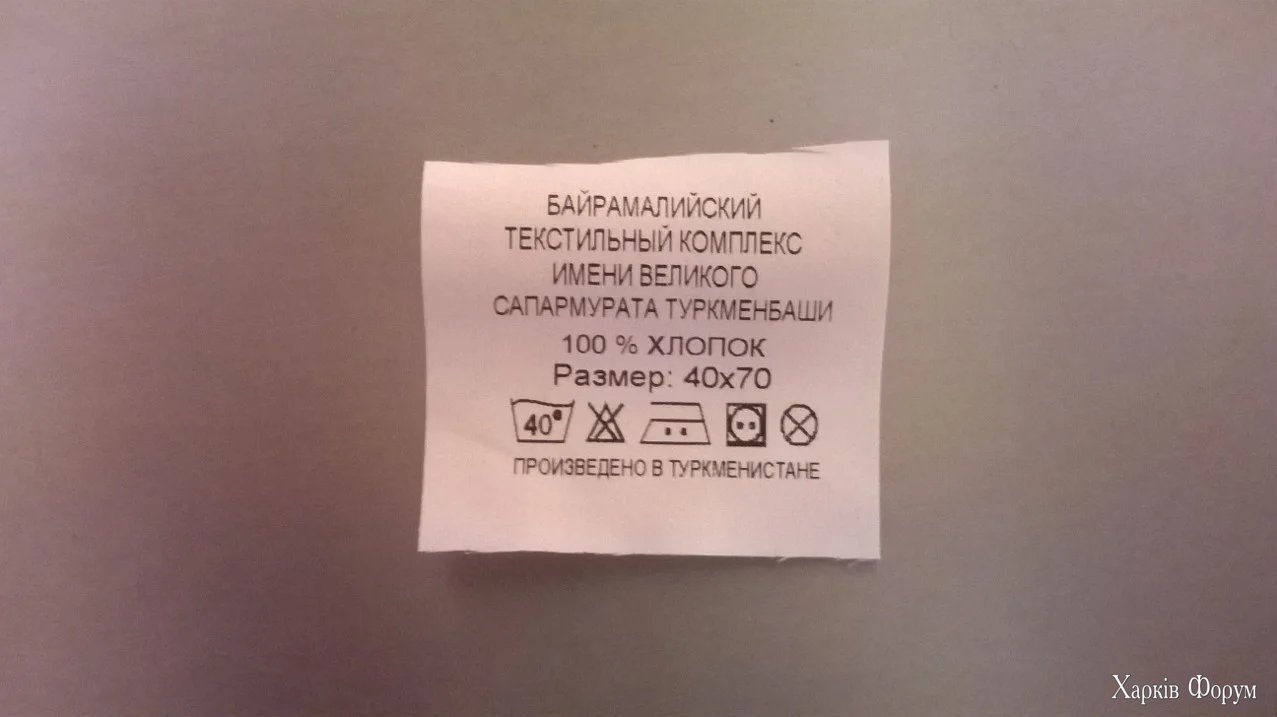 БАЙРАМАЛИЙСКИЙ
ТЕКСТИЛЬНЫЙ КОМПЛЕКС
ИМЕНИ ВЕЛИКОГО
САПАРМУРАТА ТУРКМЕНБАШИ
100 % ХЛОПОК
Размер: 40х70
40°
ПРОИЗВЕДЕНО В ТУРКМЕНИСТАНЕ
Харків Форум